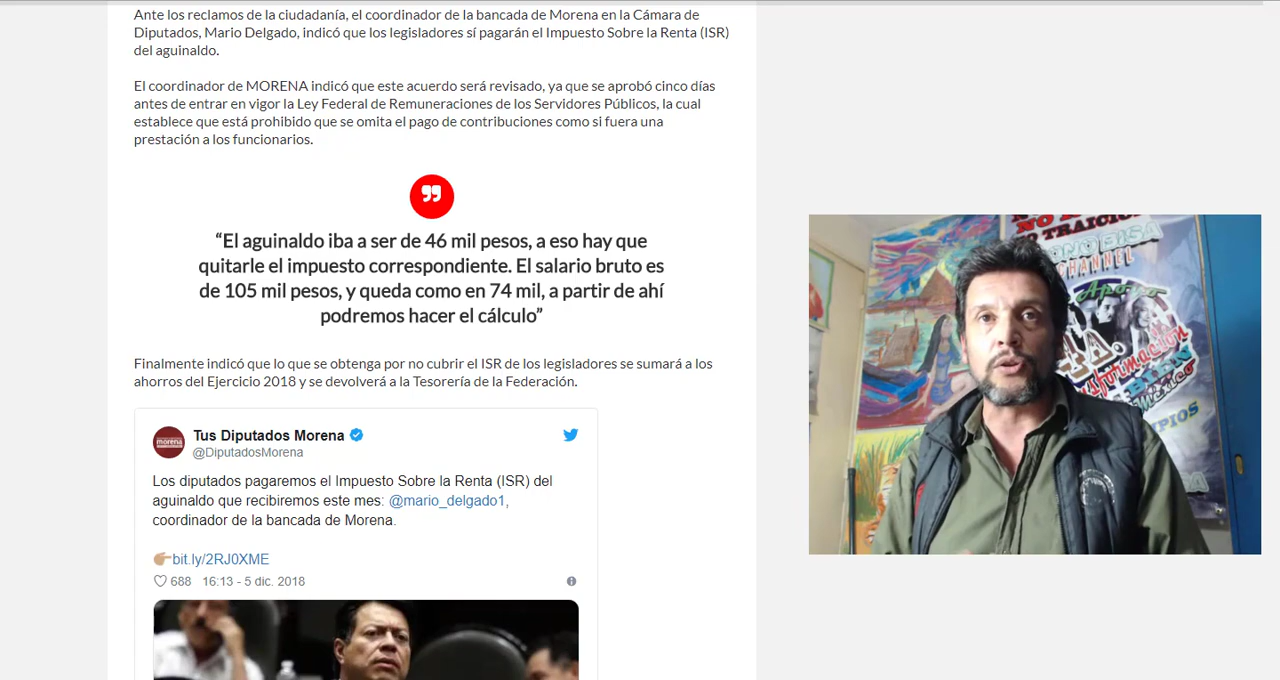 Ante los reclamos de la ciudadanía, el coordinador de la bancada de Morena en la Cámara de
Diputados, Mario Delgado, indicó que los legisladores sí pagarán el Impuesto Sobre la Renta (ISR)
del aguinaldo.
El coordinador de MORENA indicó que este acuerdo será revisado, ya que se aprobó cinco días
antes de entrar en vigor la Ley Federal de Remuneraciones de los Servidores Públicos, la cual
establece que está prohibido que se omita el pago de contribuciones como si fuera una
prestación a los funcionarios.
“El aguinaldo iba a ser de 46 mil pesos, a eso hay que
quitarle el impuesto correspondiente. El salario bruto es
de 105 mil pesos, y queda como en 74 mil, a partir de ahí
podremos hacer el cálculo”
Finalmente indicó que lo que se obtenga por no cubrir el ISR de los legisladores se sumará a los
ahorros del Ejercicio 2018 y se devolverá a la Tesorería de la Federación.
morena
Tus Diputados Morena
@DiputadosMorena
Los diputados pagaremos el Impuesto Sobre la Renta (ISR) del
aguinaldo que recibiremos este mes: @mario_delgado1,
coordinador de la bancada de Morena.
bit.ly/2RJ0XME
688 16:13 - 5 dic. 2018
NO TRAICION
CHANNEL
Apoyo
BIEN
México